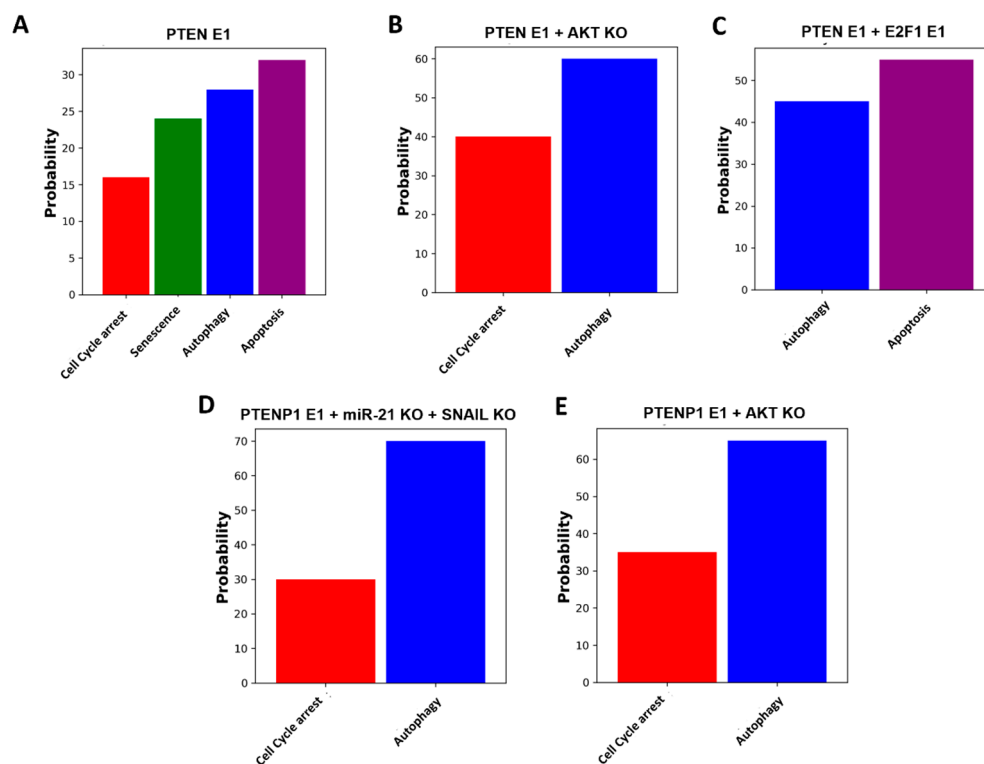 A
PTEN E1
Probability
30
25
20
15
10
5
0
Cell Cycle arrest
Senescence
Autophagy
Apoptosis
B
PTEN E1 + AKT KO
Probability
60
50
40
30
20
10
0
Cell Cycle arrest
Autophagy
C
PTEN E1 + E2F1 E1
Probability
50
40
30
20
10
0
Autophagy
Apoptosis
D
PTENP1 E1 + miR-21 KO + SNAIL KO
Probability
70
60
50
40
30
20
10
0
Cell Cycle arrest
Autophagy
E
PTENP1 E1 + AKT KO
Probability
60
50
40
30
20
10
0
Cell Cycle arrest
Autophagy